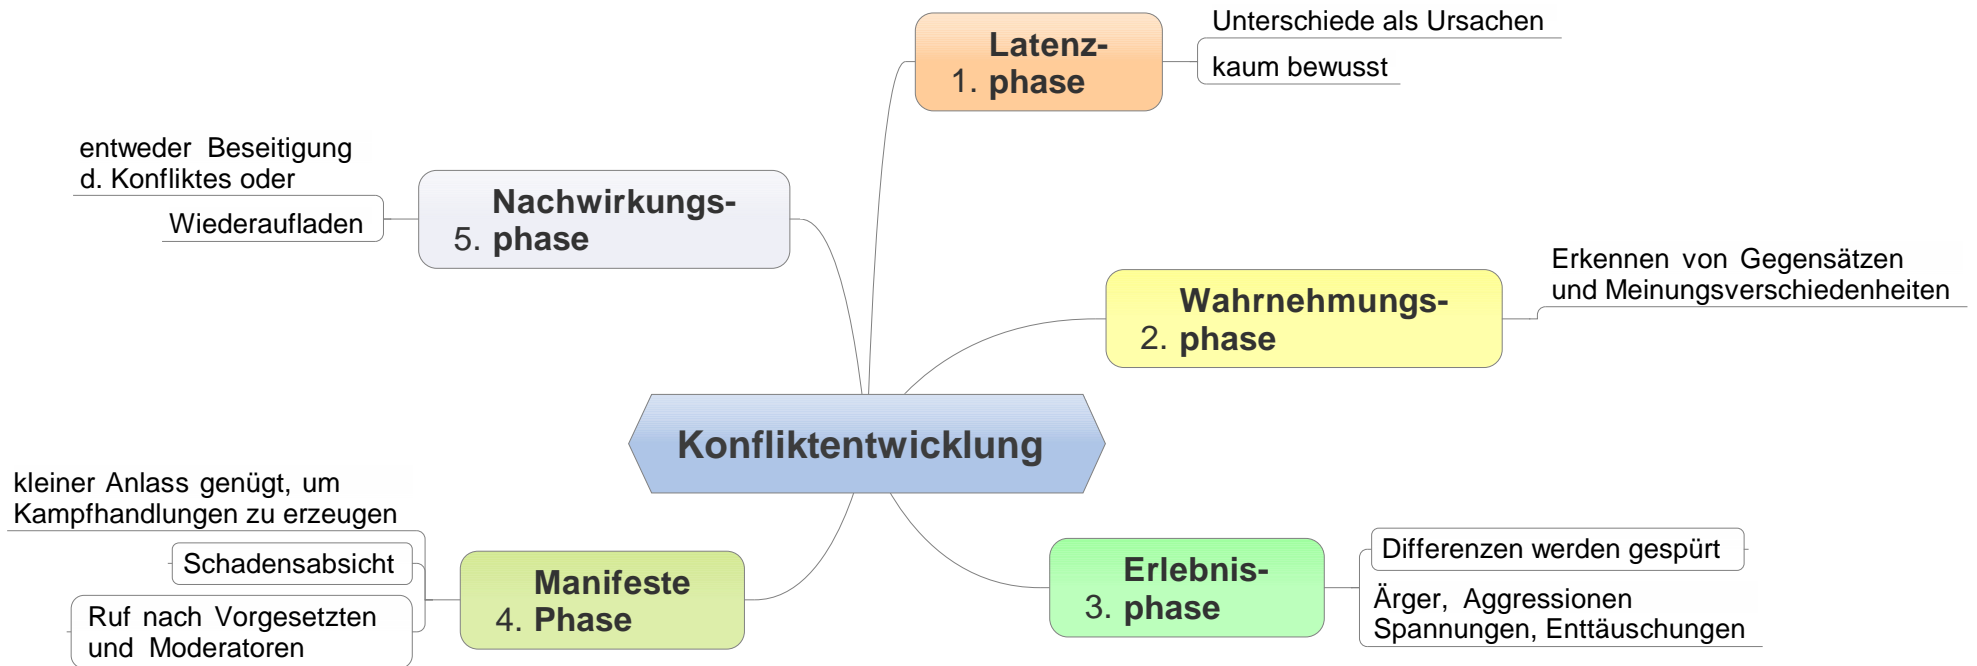 Konfliktentwicklung
1. Latenz-
phase
Unterschiede als Ursachen
kaum bewusst
2. Wahrnehmungs-
phase
Erkennen von Gegensätzen
und Meinungsverschiedenheiten
3. Erlebnis-
phase
Differenzen werden gespürt
Ärger, Aggressionen
Spannungen, Enttäuschungen
4. Manifeste
Phase
kleiner Anlass genügt, um
Kampfhandlungen zu erzeugen
Schadensabsicht
Ruf nach Vorgesetzten
und Moderatoren
5. Nachwirkungs-
phase
entweder Beseitigung
d. Konfliktes oder
Wiederaufladen